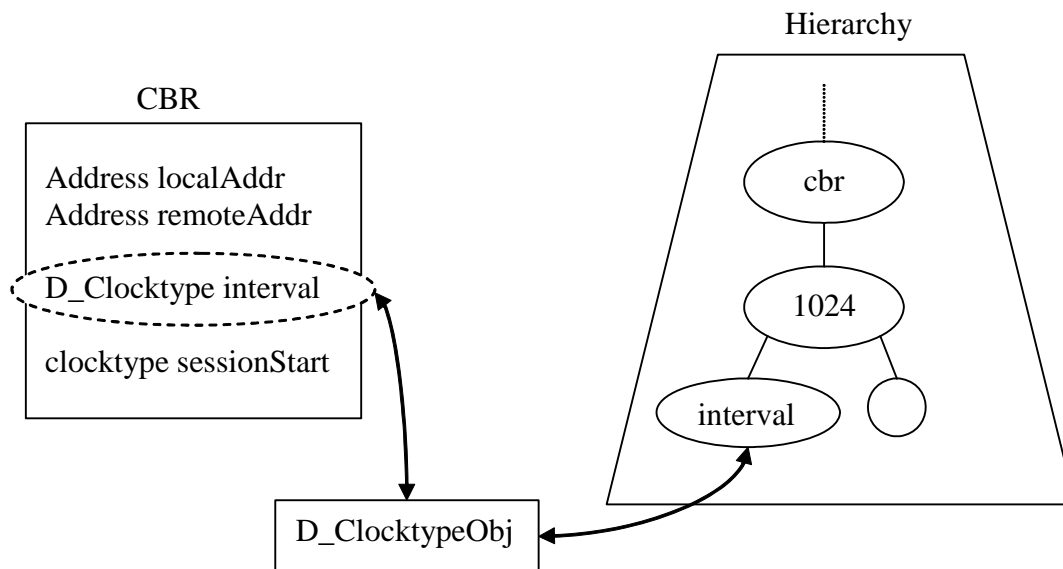 Hierarchy
CBR
Address localAddr
Address remoteAddr
D_Clocktype interval
clocktype sessionStart
cbr
1024
interval
D_ClocktypeObj